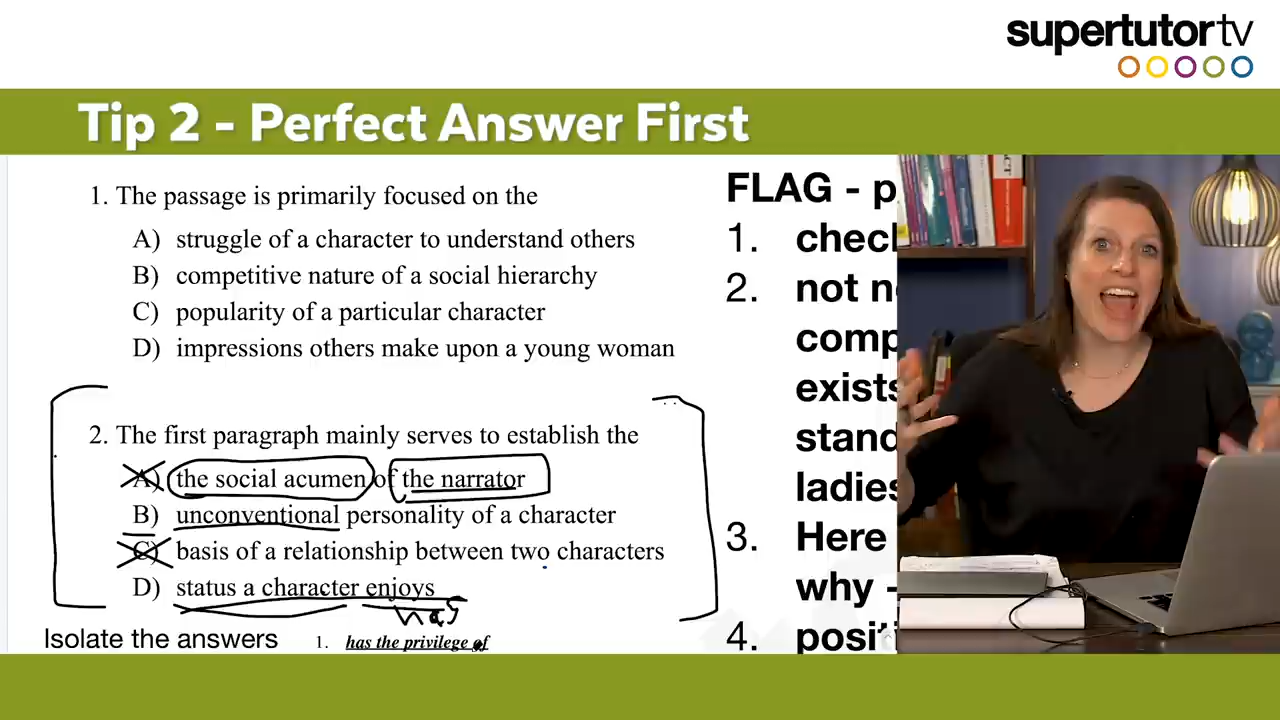 supertutortv
Tip 2 - Perfect Answer First
1. The passage is primarily focused on the
A) struggle of a character to understand others
B) competitive nature of a social hierarchy
C) popularity of a particular character
D) impressions others make upon a young woman
2. The first paragraph mainly serves to establish the
A) the social acumen of the narrator
B) unconventional personality of a character
C) basis of a relationship between two characters
D) status a character enjoys
has
Isolate the answers
1. has the privilege of
FLAG - p
1. chec
2. not n
comp
exists
stand
ladies
3. Here
why -
4. posi